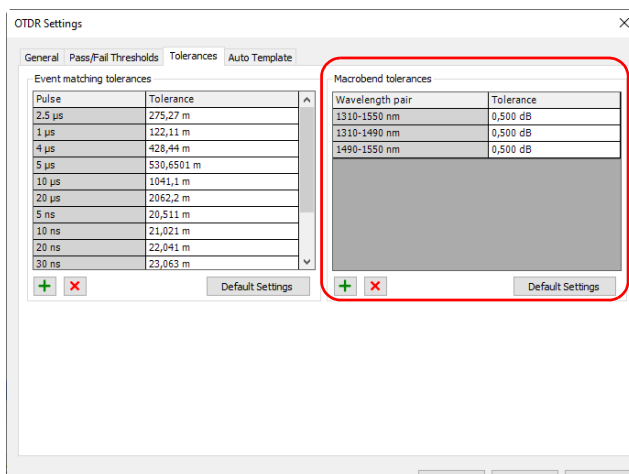 OTDR Settings
General Pass/Fail Thresholds Tolerances Auto Template
Event matching tolerances
Pulse Tolerance
2.5 µs 275,27 m
1 µs 122,11 m
4 µs 428,44 m
5 µs 530,6501 m
10 µs 1041,1 m
20 µs 2062,2 m
5 ns 20,511 m
10 ns 21,021 m
20 ns 22,041 m
30 ns 23,063 m
Default Settings
Macrobend tolerances
Wavelength pair Tolerance
1310-1550 nm 0,500 dB
1310-1490 nm 0,500 dB
1490-1550 nm 0,500 dB
Default Settings